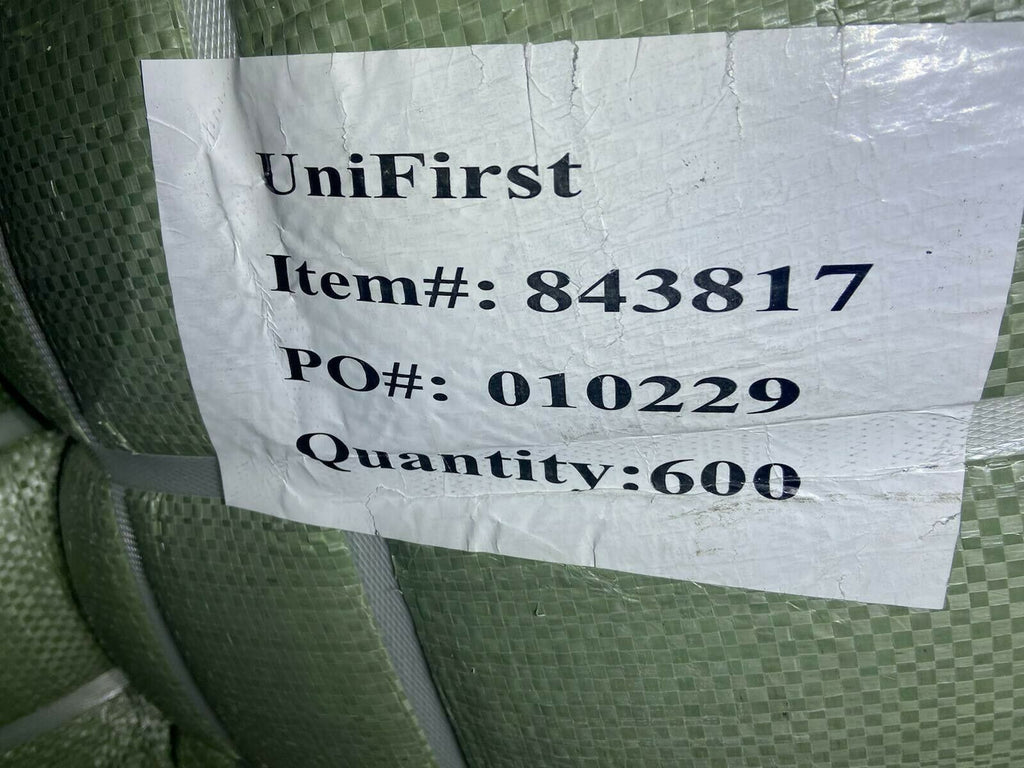 UniFirst
Item#: 843817
PO#: 010229
Quantity:600